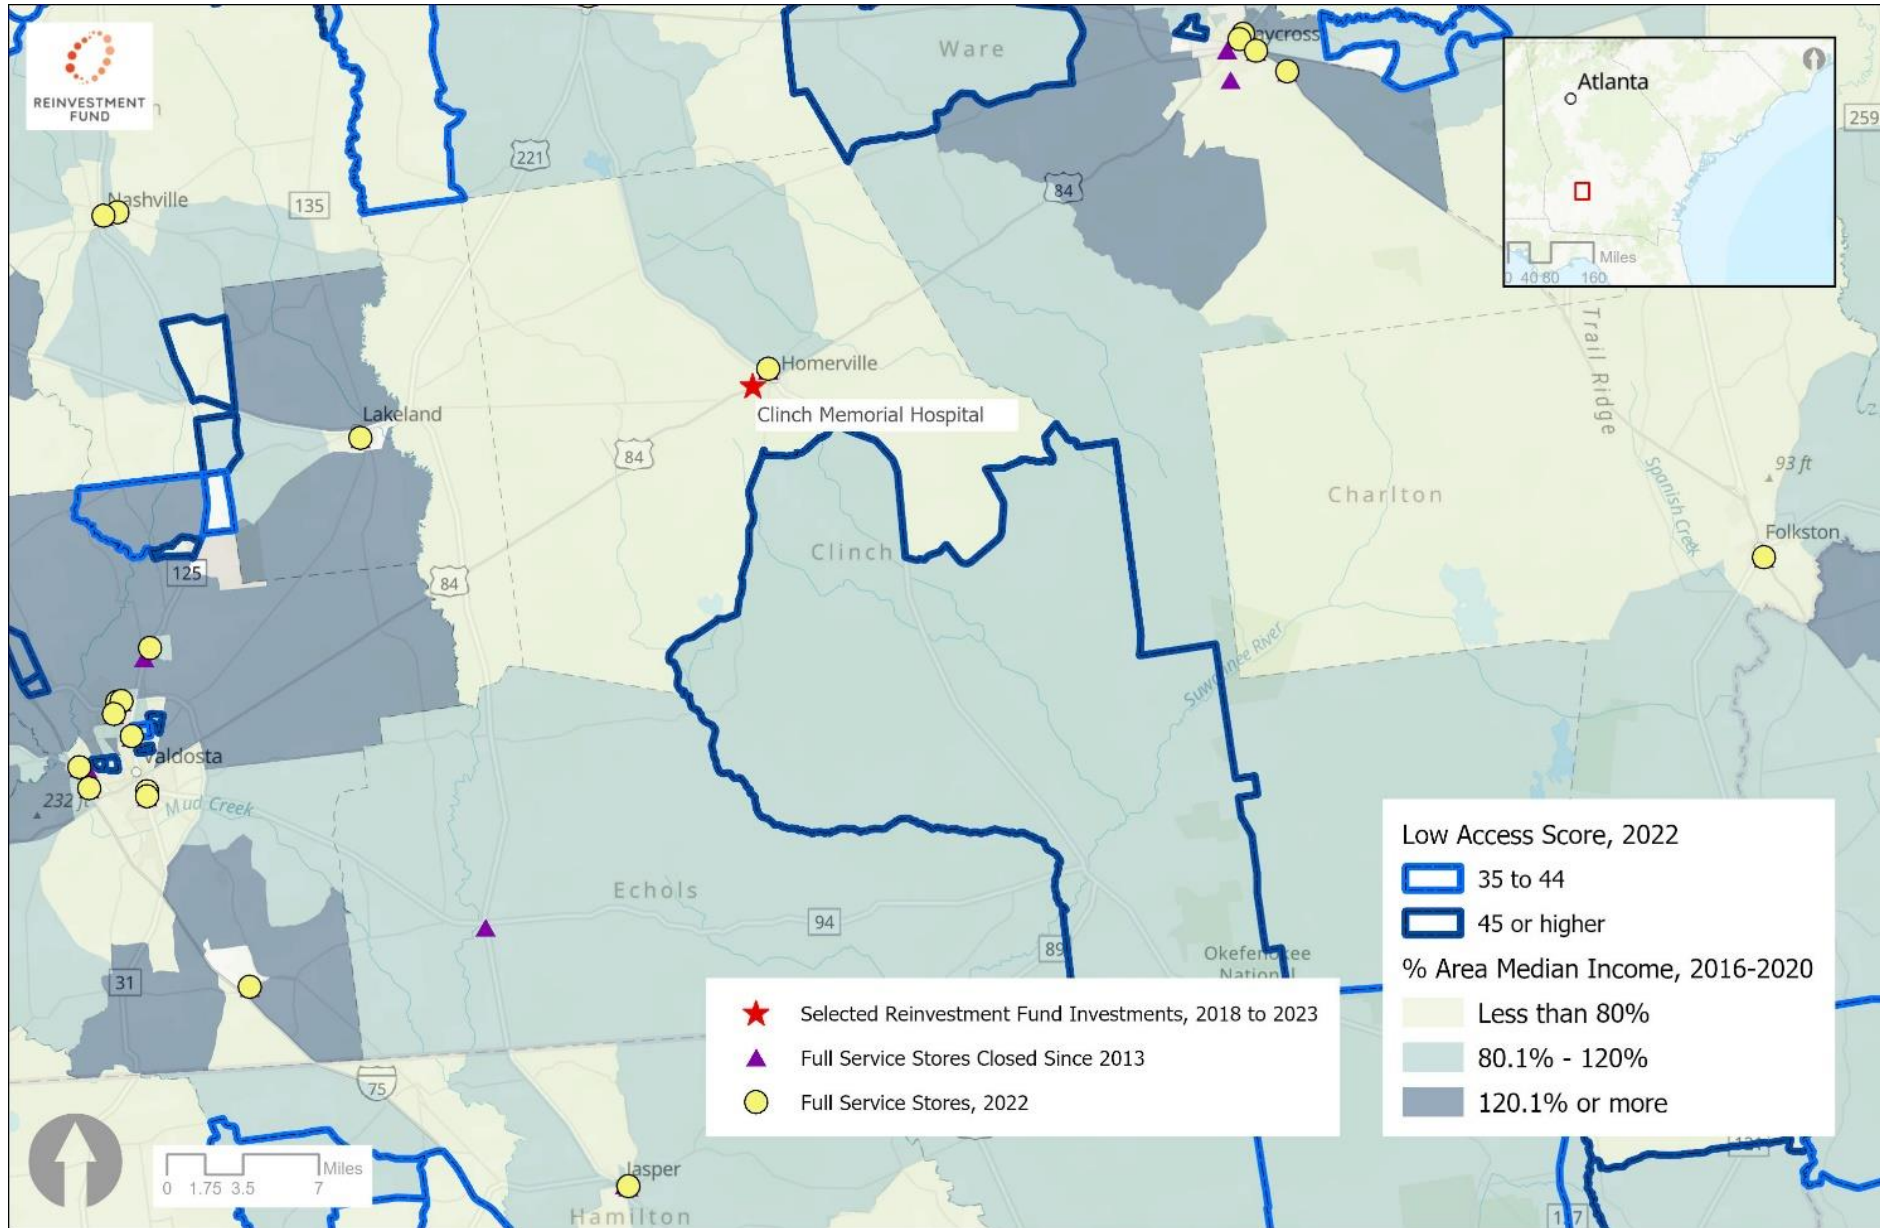 REINVESTMENT
FUND
Ware
Atlanta
Miles
0 40 80 160
259
221
84
Nashville
135
Trail Ridge
Homerville
Clinch Memorial Hospital
Lakeland
84
Charlton
93 ft
Spanish Creek
Folkston
Clinch
125
84
Suwannee River
Valdosta
232 ft
Mud Creek
Echols
94
89
Okefenokee
National
31
75
Low Access Score, 2022
35 to 44
45 or higher
% Area Median Income, 2016-2020
Less than 80%
80.1% - 120%
120.1% or more
Selected Reinvestment Fund Investments, 2018 to 2023
Full Service Stores Closed Since 2013
Full Service Stores, 2022
Miles
0 1.75 3.5 7
Jasper
Hamilton